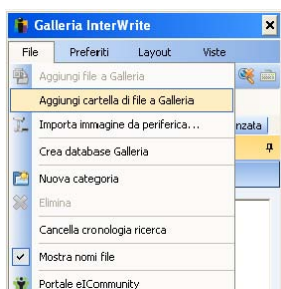 Galleria InterWrite
File Preferiti Layout Viste
Aggiungi file a Galleria
Aggiungi cartella di file a Galleria
Importa immagine da periferica...
nzata
Crea database Galleria
Nuova categoria
Elimina
Cancella cronologia ricerca
Mostra nomi file
Portale eICommunity